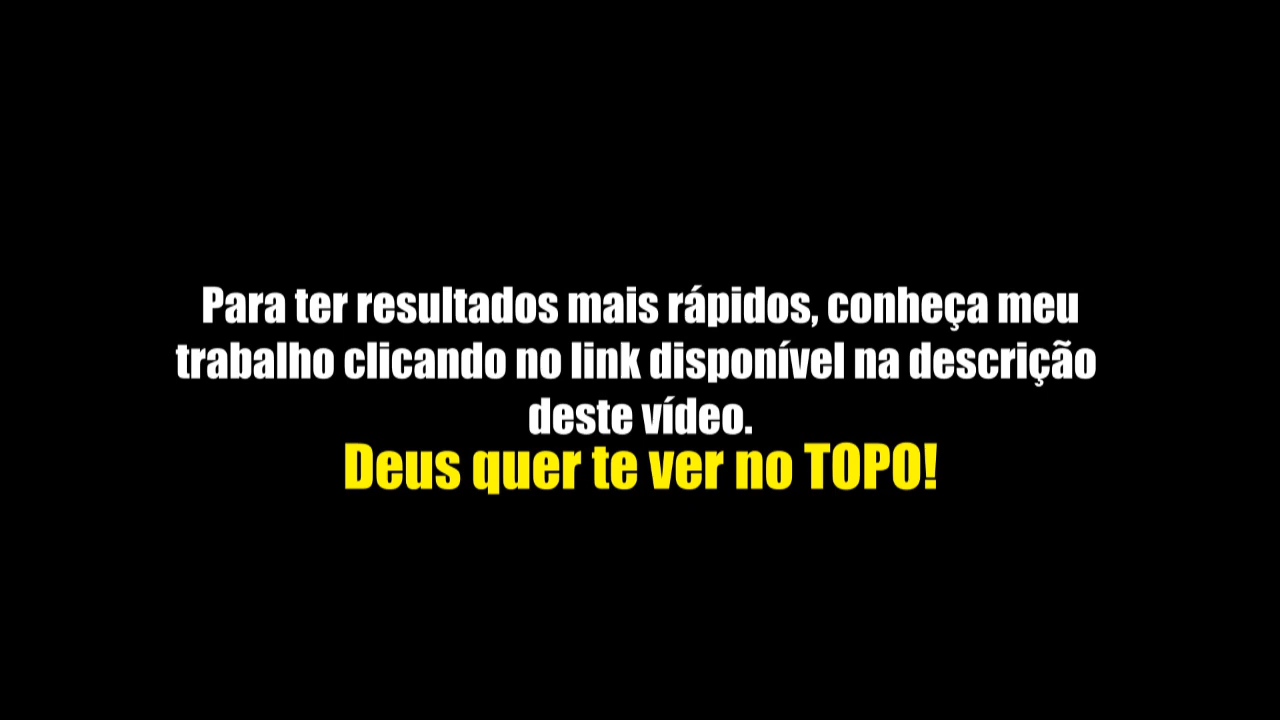 Para ter resultados mais rápidos, conheça meu
trabalho clicando no link disponível na descrição
deste vídeo.
Deus quer te ver no TOPO!